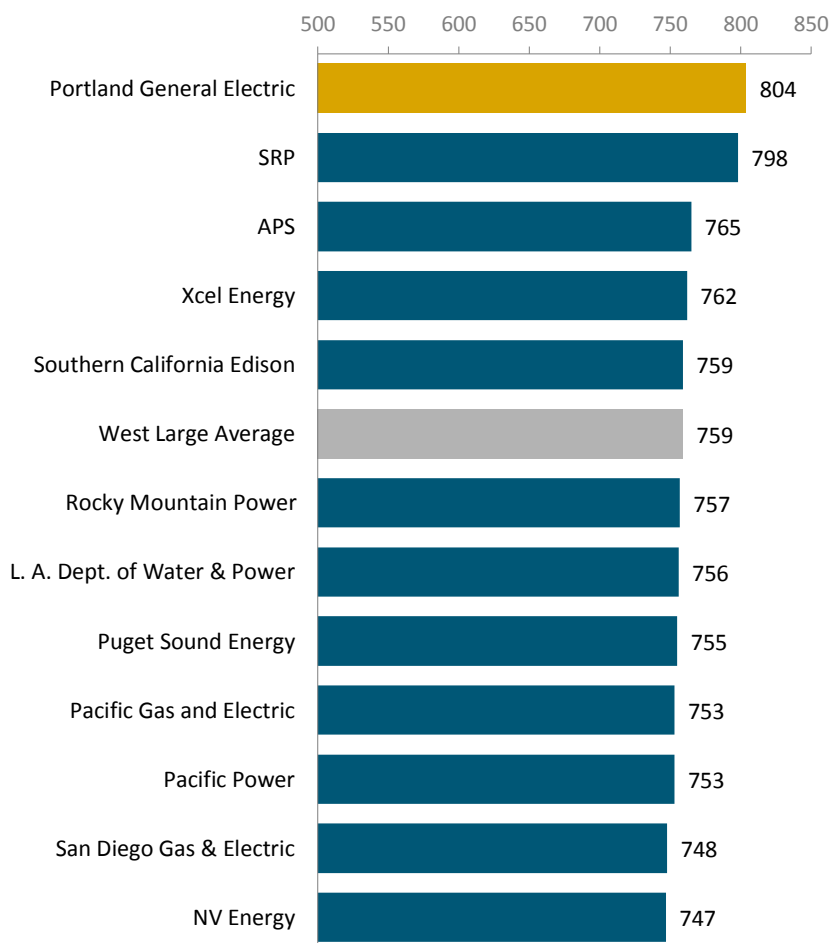 500 550 600 650 700 750 800 850
Portland General Electric 804
SRP 798
APS 765
Xcel Energy 762
Southern California Edison 759
West Large Average 759
Rocky Mountain Power 757
L. A. Dept. of Water & Power 756
Puget Sound Energy 755
Pacific Gas and Electric 753
Pacific Power 753
San Diego Gas & Electric 748
NV Energy 747